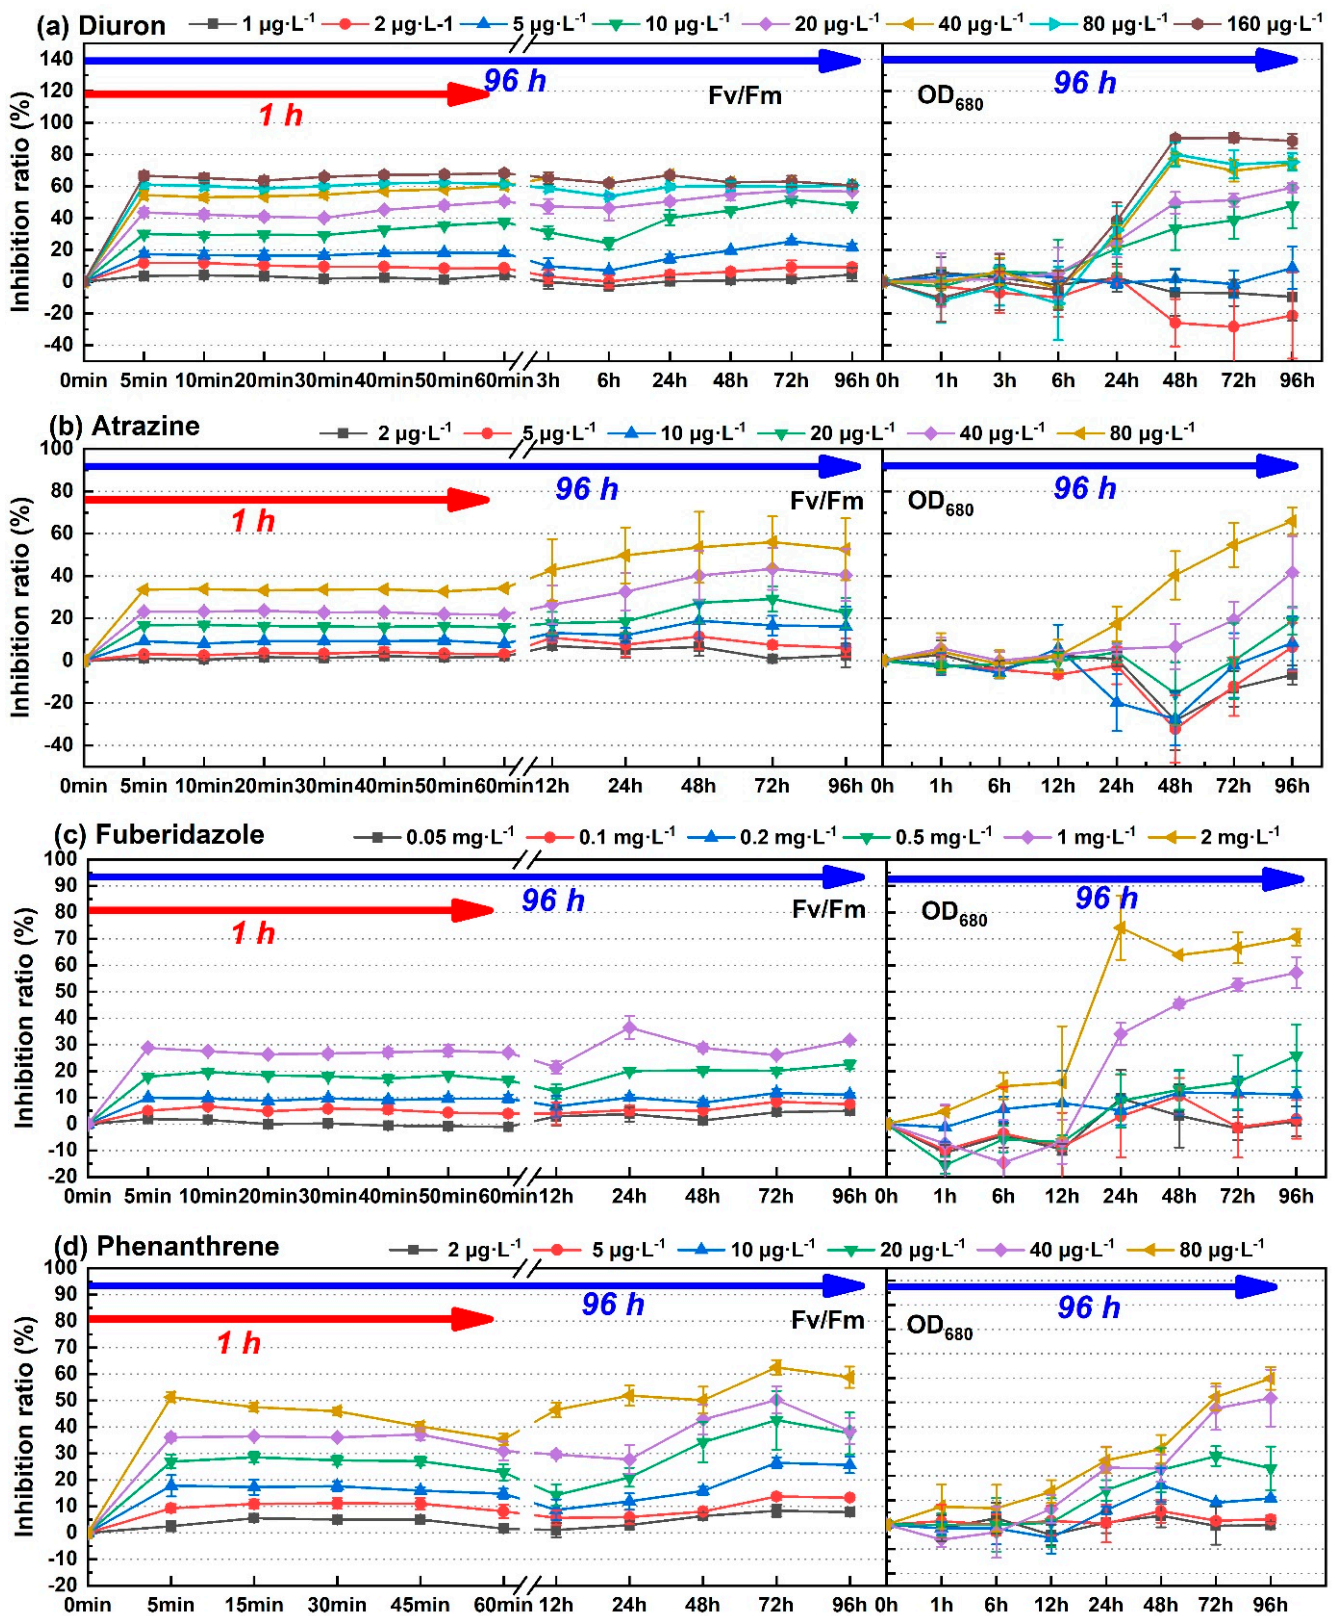 (a) Diuron
1 µg·L-1 2 µg·L-1 5 µg·L-1 10 µg·L-1 20 µg·L-1 40 µg·L-1 80 µg·L-1 160 µg·L-1
Inhibition ratio (%)
140
120
100
80
60
40
20
0
-20
-40
96 h
1 h
Fv/Fm
OD680
96 h
0min 5min 10min 20min 30min 40min 50min 60min 3h 6h 24h 48h 72h 96h
0h 1h 3h 6h 24h 48h 72h 96h
(b) Atrazine
2 µg·L-1 5 µg·L-1 10 µg·L-1 20 µg·L-1 40 µg·L-1 80 µg·L-1
Inhibition ratio (%)
100
80
60
40
20
0
-20
-40
96 h
1 h
Fv/Fm
OD680
96 h
0min 5min 10min 20min 30min 40min 50min 60min 12h 24h 48h 72h 96h
0h 1h 6h 12h 24h 48h 72h 96h
(c) Fuberidazole
0.05 mg·L-1 0.1 mg·L-1 0.2 mg·L-1 0.5 mg·L-1 1 mg·L-1 2 mg·L-1
Inhibition ratio (%)
100
90
80
70
60
50
40
30
20
10
0
-10
-20
96 h
1 h
Fv/Fm
OD680
96 h
0min 5min 10min 20min 30min 40min 50min 60min 12h 24h 48h 72h 96h
0h 1h 6h 12h 24h 48h 72h 96h
(d) Phenanthrene
2 µg·L-1 5 µg·L-1 10 µg·L-1 20 µg·L-1 40 µg·L-1 80 µg·L-1
Inhibition ratio (%)
100
90
80
70
60
50
40
30
20
10
0
-10
-20
96 h
1 h
Fv/Fm
OD680
96 h
0min 5min 15min 30min 45min 60min 12h 24h 48h 72h 96h
0h 1h 6h 12h 24h 48h 72h 96h